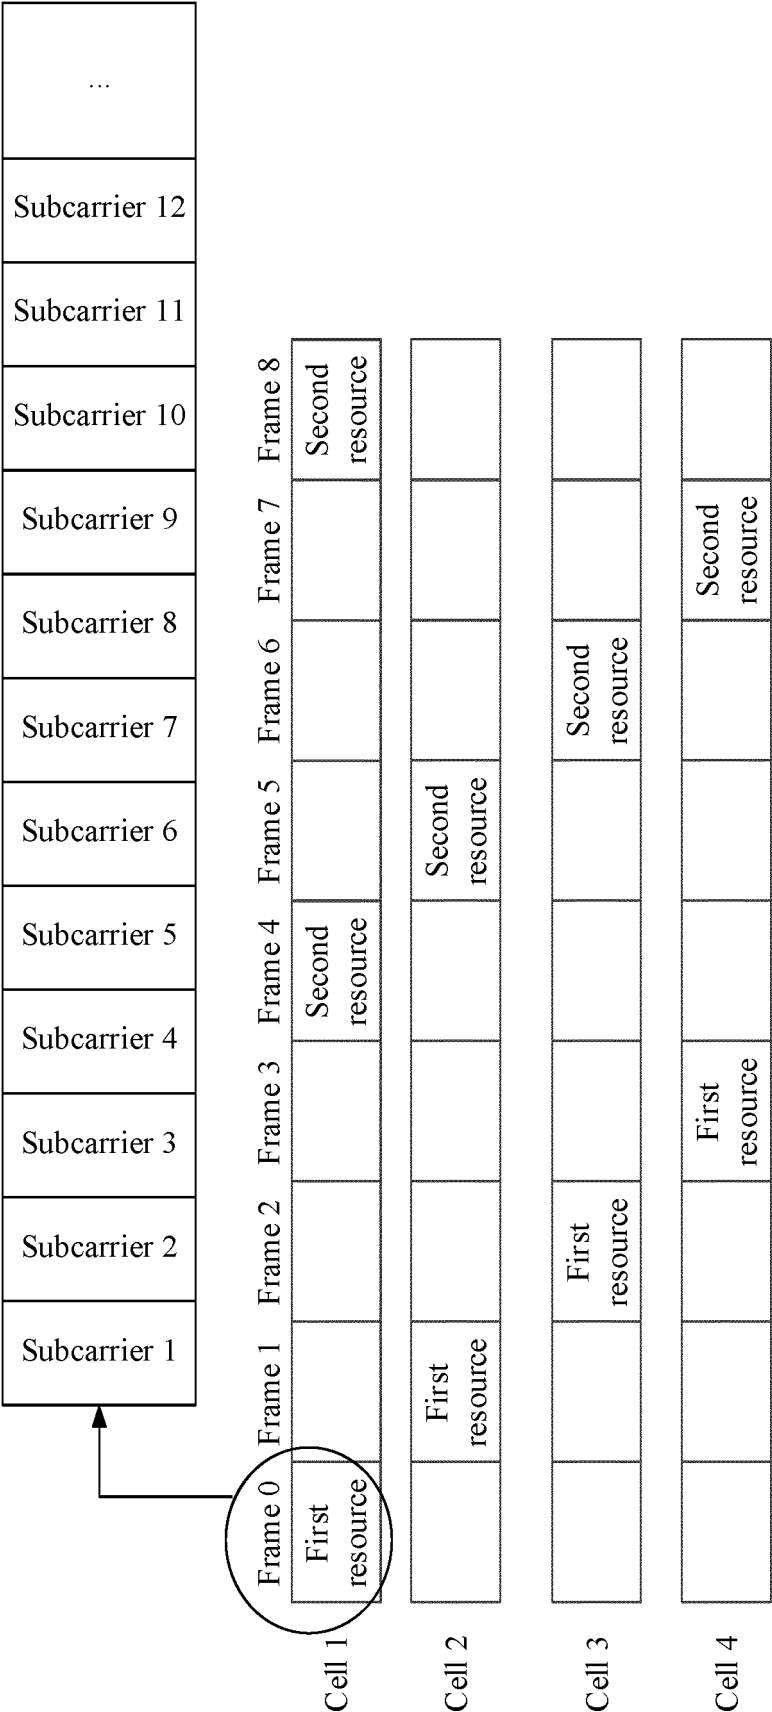 ...
Subcarrier 12
Subcarrier 11
Subcarrier 10
Subcarrier 9
Subcarrier 8
Subcarrier 7
Subcarrier 6
Subcarrier 5
Subcarrier 4
Subcarrier 3
Subcarrier 2
Subcarrier 1
Frame 0
Frame 1
Frame 2
Frame 3
Frame 4
Frame 5
Frame 6
Frame 7
Frame 8
Cell 1
First
resource
Second
resource
Second
resource
Cell 2
First
resource
Second
resource
Cell 3
First
resource
Second
resource
Cell 4
First
resource
Second
resource